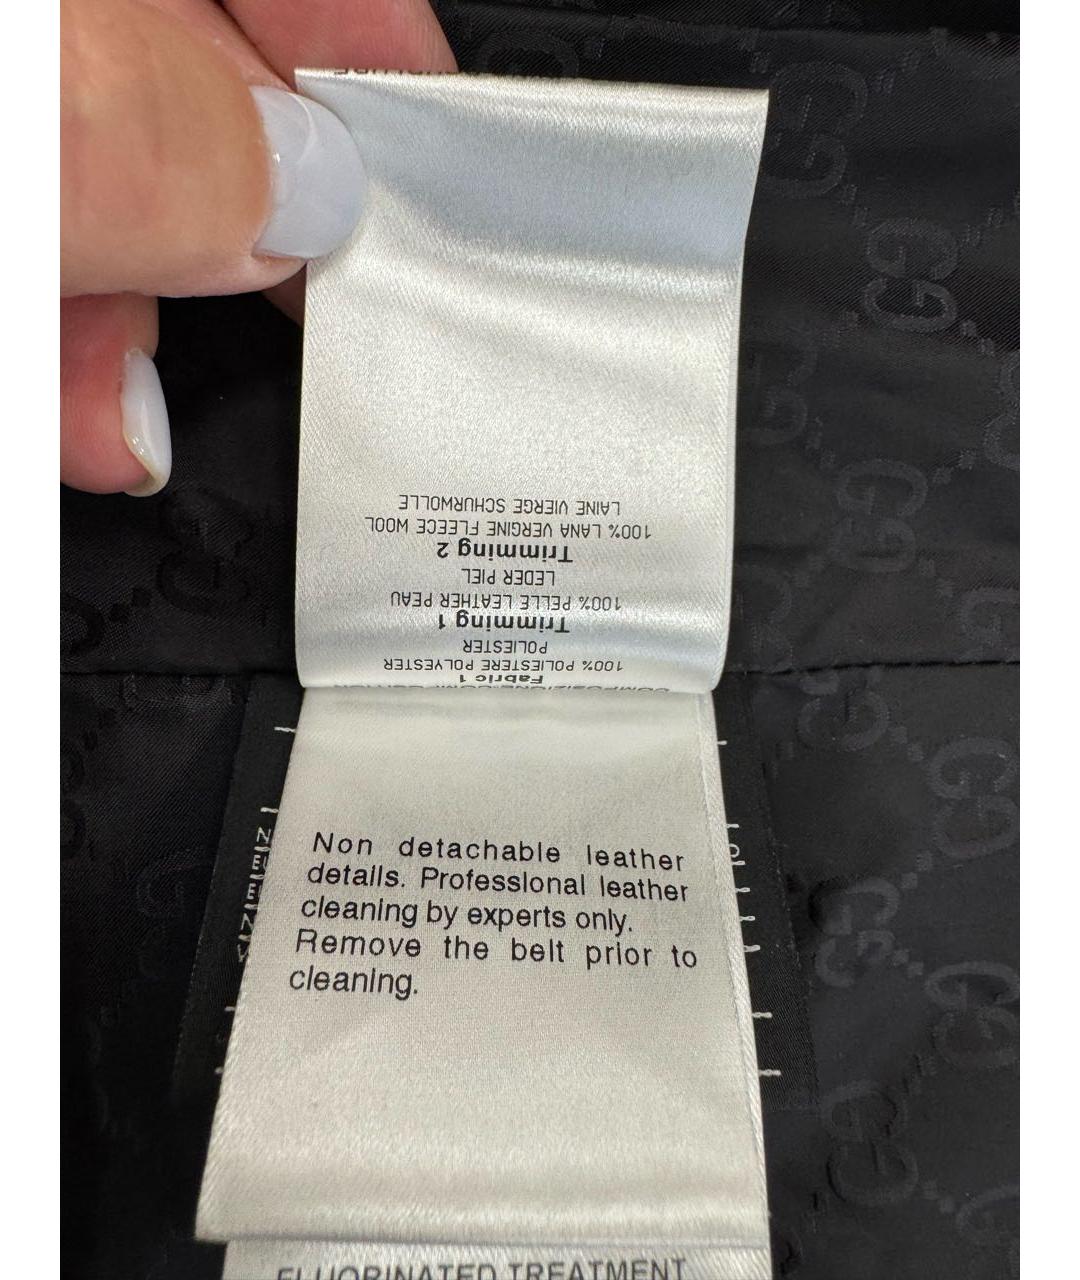 COMPOSIZIONE COMPOSITION
Fabric 1
100% POLIESTERE POLYESTER
POLIESTER
Trimming 1
100% PELLE LEATHER PEAU
LEDER PIEL
Trimming 2
100% LANA VERGINE FLEECE WOOL
LAINE VIERGE SCHURWOLLE
Non detachable leather
details. Professional leather
cleaning by experts only.
Remove the belt prior to
cleaning.
FLUORINATED TREATMENT